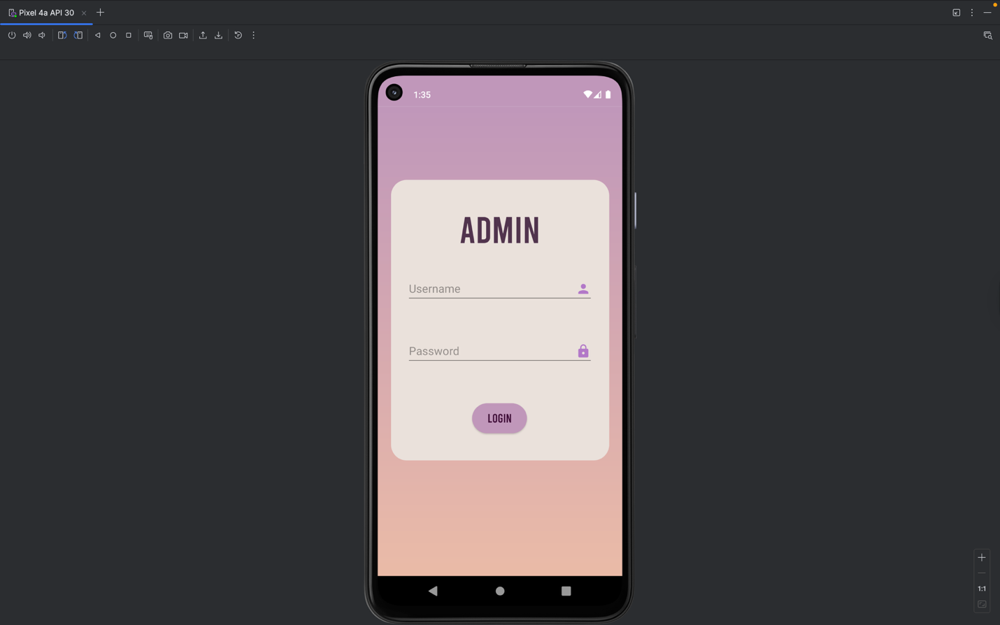 Pixel 4a API 30
1:35
ADMIN
Username
Password
LOGIN
1:1